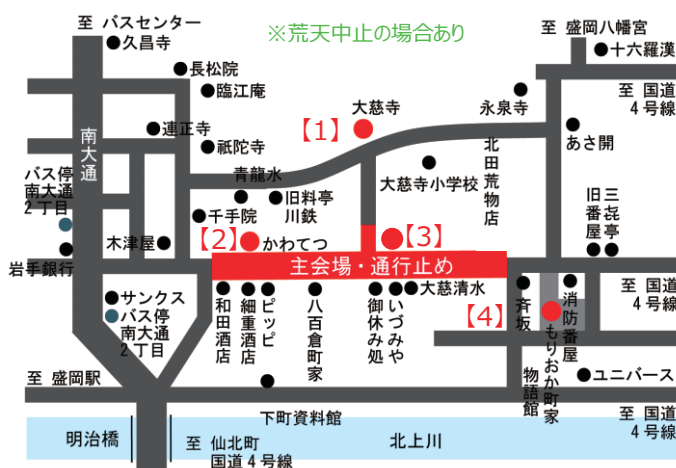 至 バスセンター
※荒天中止の場合あり
至 盛岡八幡宮
久昌寺
十六羅漢
長松院
臨江庵
至 国道
4号線
大慈寺
永泉寺
【1】
連正寺
祇陀寺
南大通
あさ開
北田荒物店
大慈寺小学校
青龍水
旧料亭
川鉄
バス停
南大通
2丁目
千手院
旧番屋
三㐂亭
木津屋
【2】
かわてつ
【3】
岩手銀行
主会場・通行止め
サンクス
バス停
南大通
2丁目
和田酒店
細重酒店
ピッピ
八百倉町家
御休み処
いづみや
大慈清水
【4】
斉坂
消防番屋
もりおか町家
物語館
至 国道
4号線
至 盛岡駅
ユニバース
下町資料館
至 国道
4号線
明治橋
至 仙北町
国道4号線
北上川